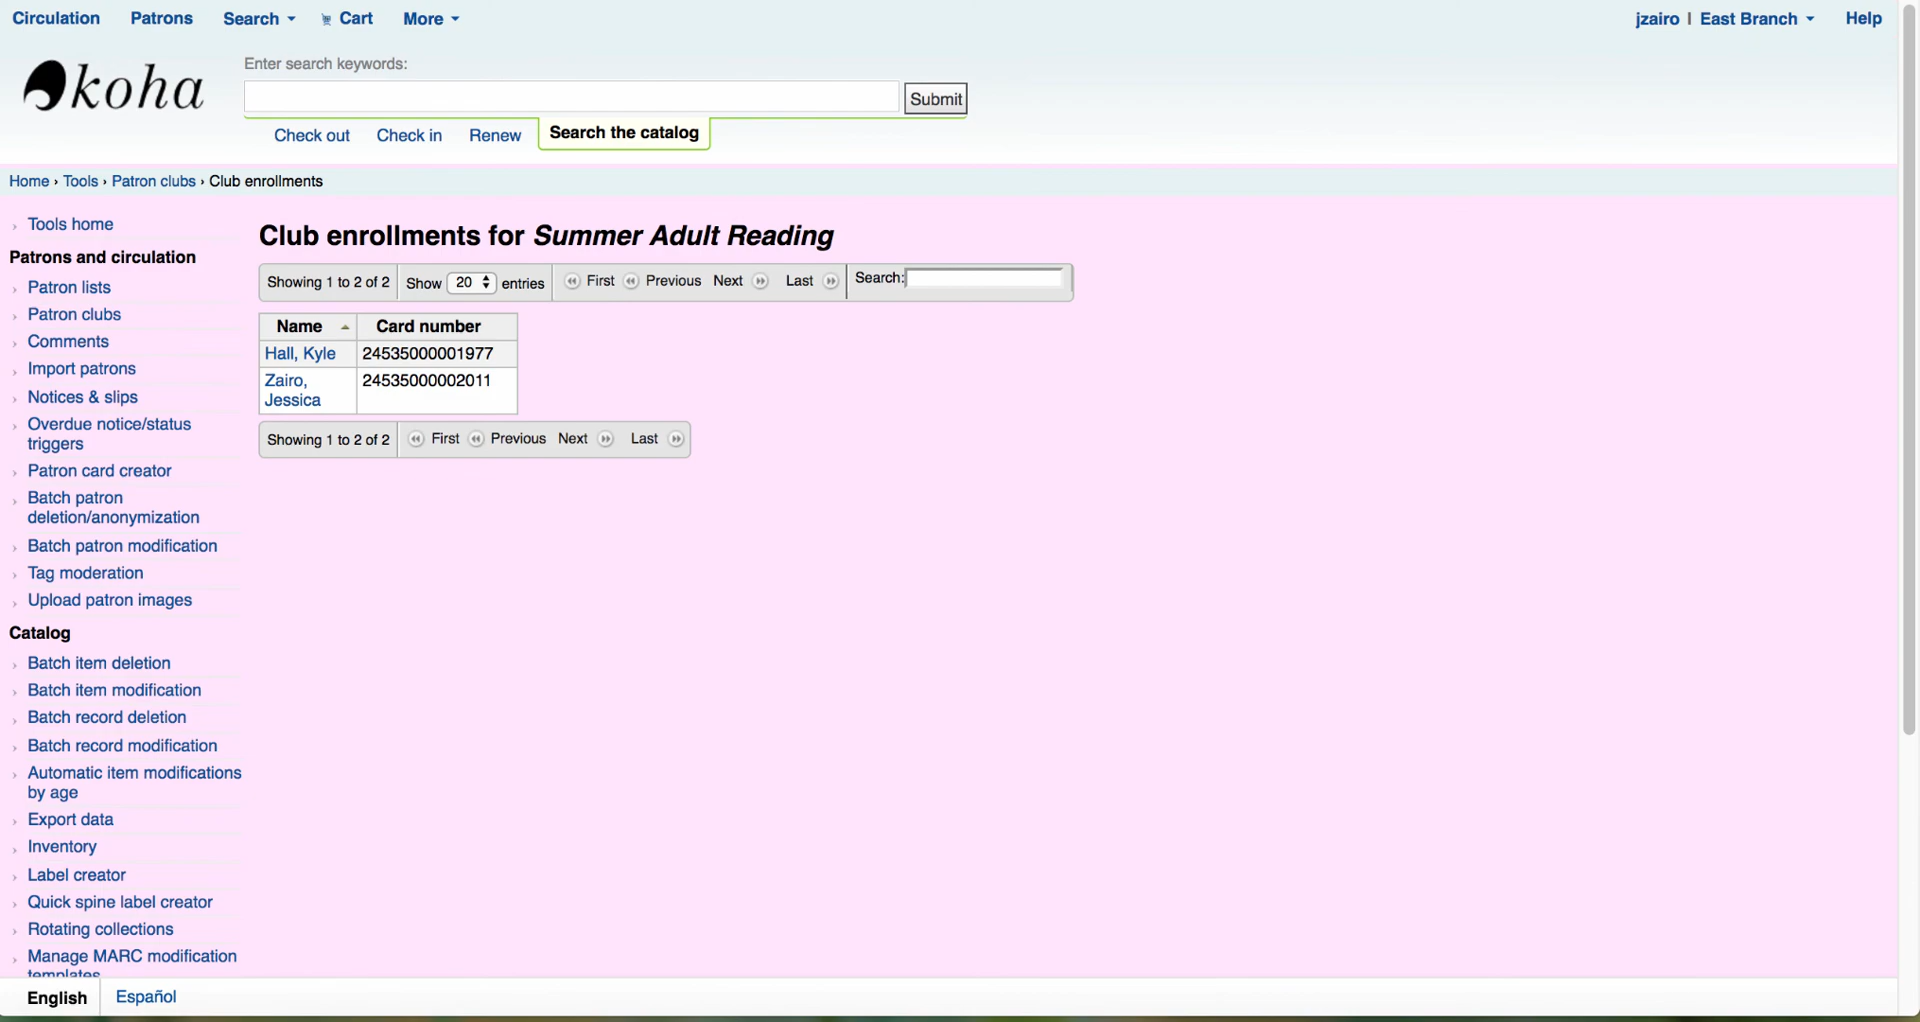 Circulation Patrons Search Cart More jzairo | East Branch Help
koha
Enter search keywords:
Submit
Check out Check in Renew Search the catalog
Home › Tools › Patron clubs › Club enrollments
Tools home
Patrons and circulation
Patron lists
Patron clubs
Comments
Import patrons
Notices & slips
Overdue notice/status
triggers
Patron card creator
Batch patron
deletion/anonymization
Batch patron modification
Tag moderation
Upload patron images
Catalog
Batch item deletion
Batch item modification
Batch record deletion
Batch record modification
Automatic item modifications
by age
Export data
Inventory
Label creator
Quick spine label creator
Rotating collections
Manage MARC modification
templates
Club enrollments for Summer Adult Reading
Showing 1 to 2 of 2 Show 20 entries First Previous Next Last Search:
Name Card number
Hall, Kyle 24535000001977
Zairo, 24535000002011
Jessica
Showing 1 to 2 of 2 First Previous Next Last
English Español